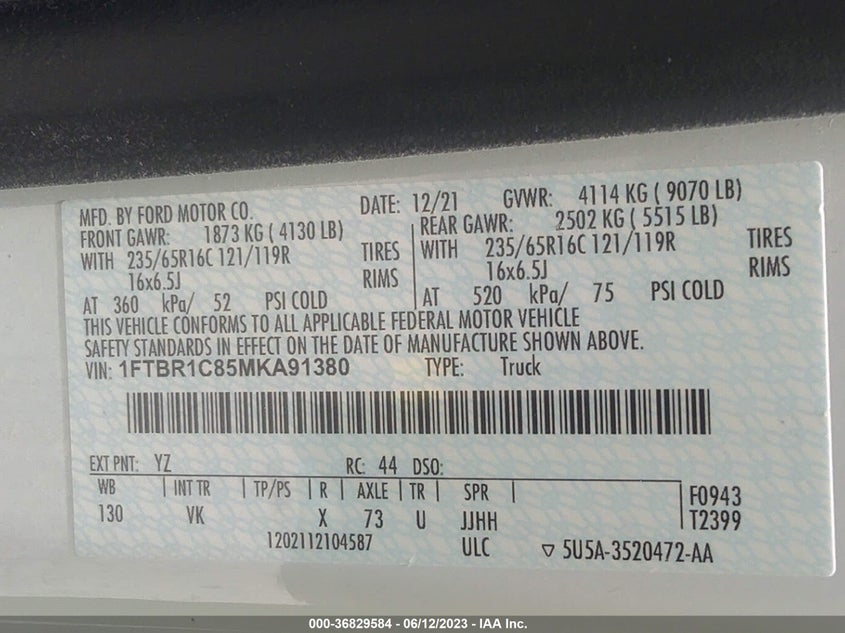 MFD. BY FORD MOTOR CO. DATE: 12/21 GVWR: 4114 KG ( 9070 LB)
FRONT GAWR: 1873 KG ( 4130 LB) REAR GAWR: 2502 KG ( 5515 LB)
WITH 235/65R16C 121/119R TIRES WITH 235/65R16C 121/119R TIRES
16x6.5J RIMS 16x6.5J RIMS
AT 360 kPa/ 52 PSI COLD AT 520 kPa/ 75 PSI COLD
THIS VEHICLE CONFORMS TO ALL APPLICABLE FEDERAL MOTOR VEHICLE
SAFETY STANDARDS IN EFFECT ON THE DATE OF MANUFACTURE SHOWN ABOVE.
VIN: 1FTBR1C85MKA91380 TYPE: Truck
EXT PNT: YZ RC: 44 DSO:
WB INT TR TP/PS R AXLE TR SPR F0943
130 VK X 73 U JJHH T2399
1202112104587 ULC ▽ 5U5A-3520472-AA
000-36829584 - 06/12/2023 - IAA Inc.